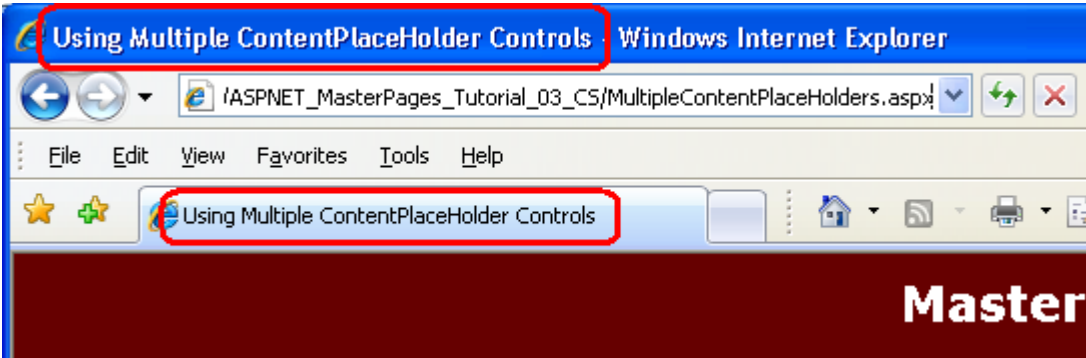 Using Multiple ContentPlaceHolder Controls - Windows Internet Explorer
/ASPNET_MasterPages_Tutorial_03_CS/MultipleContentPlaceHolders.aspx
File Edit View Favorites Tools Help
Using Multiple ContentPlaceHolder Controls
Master